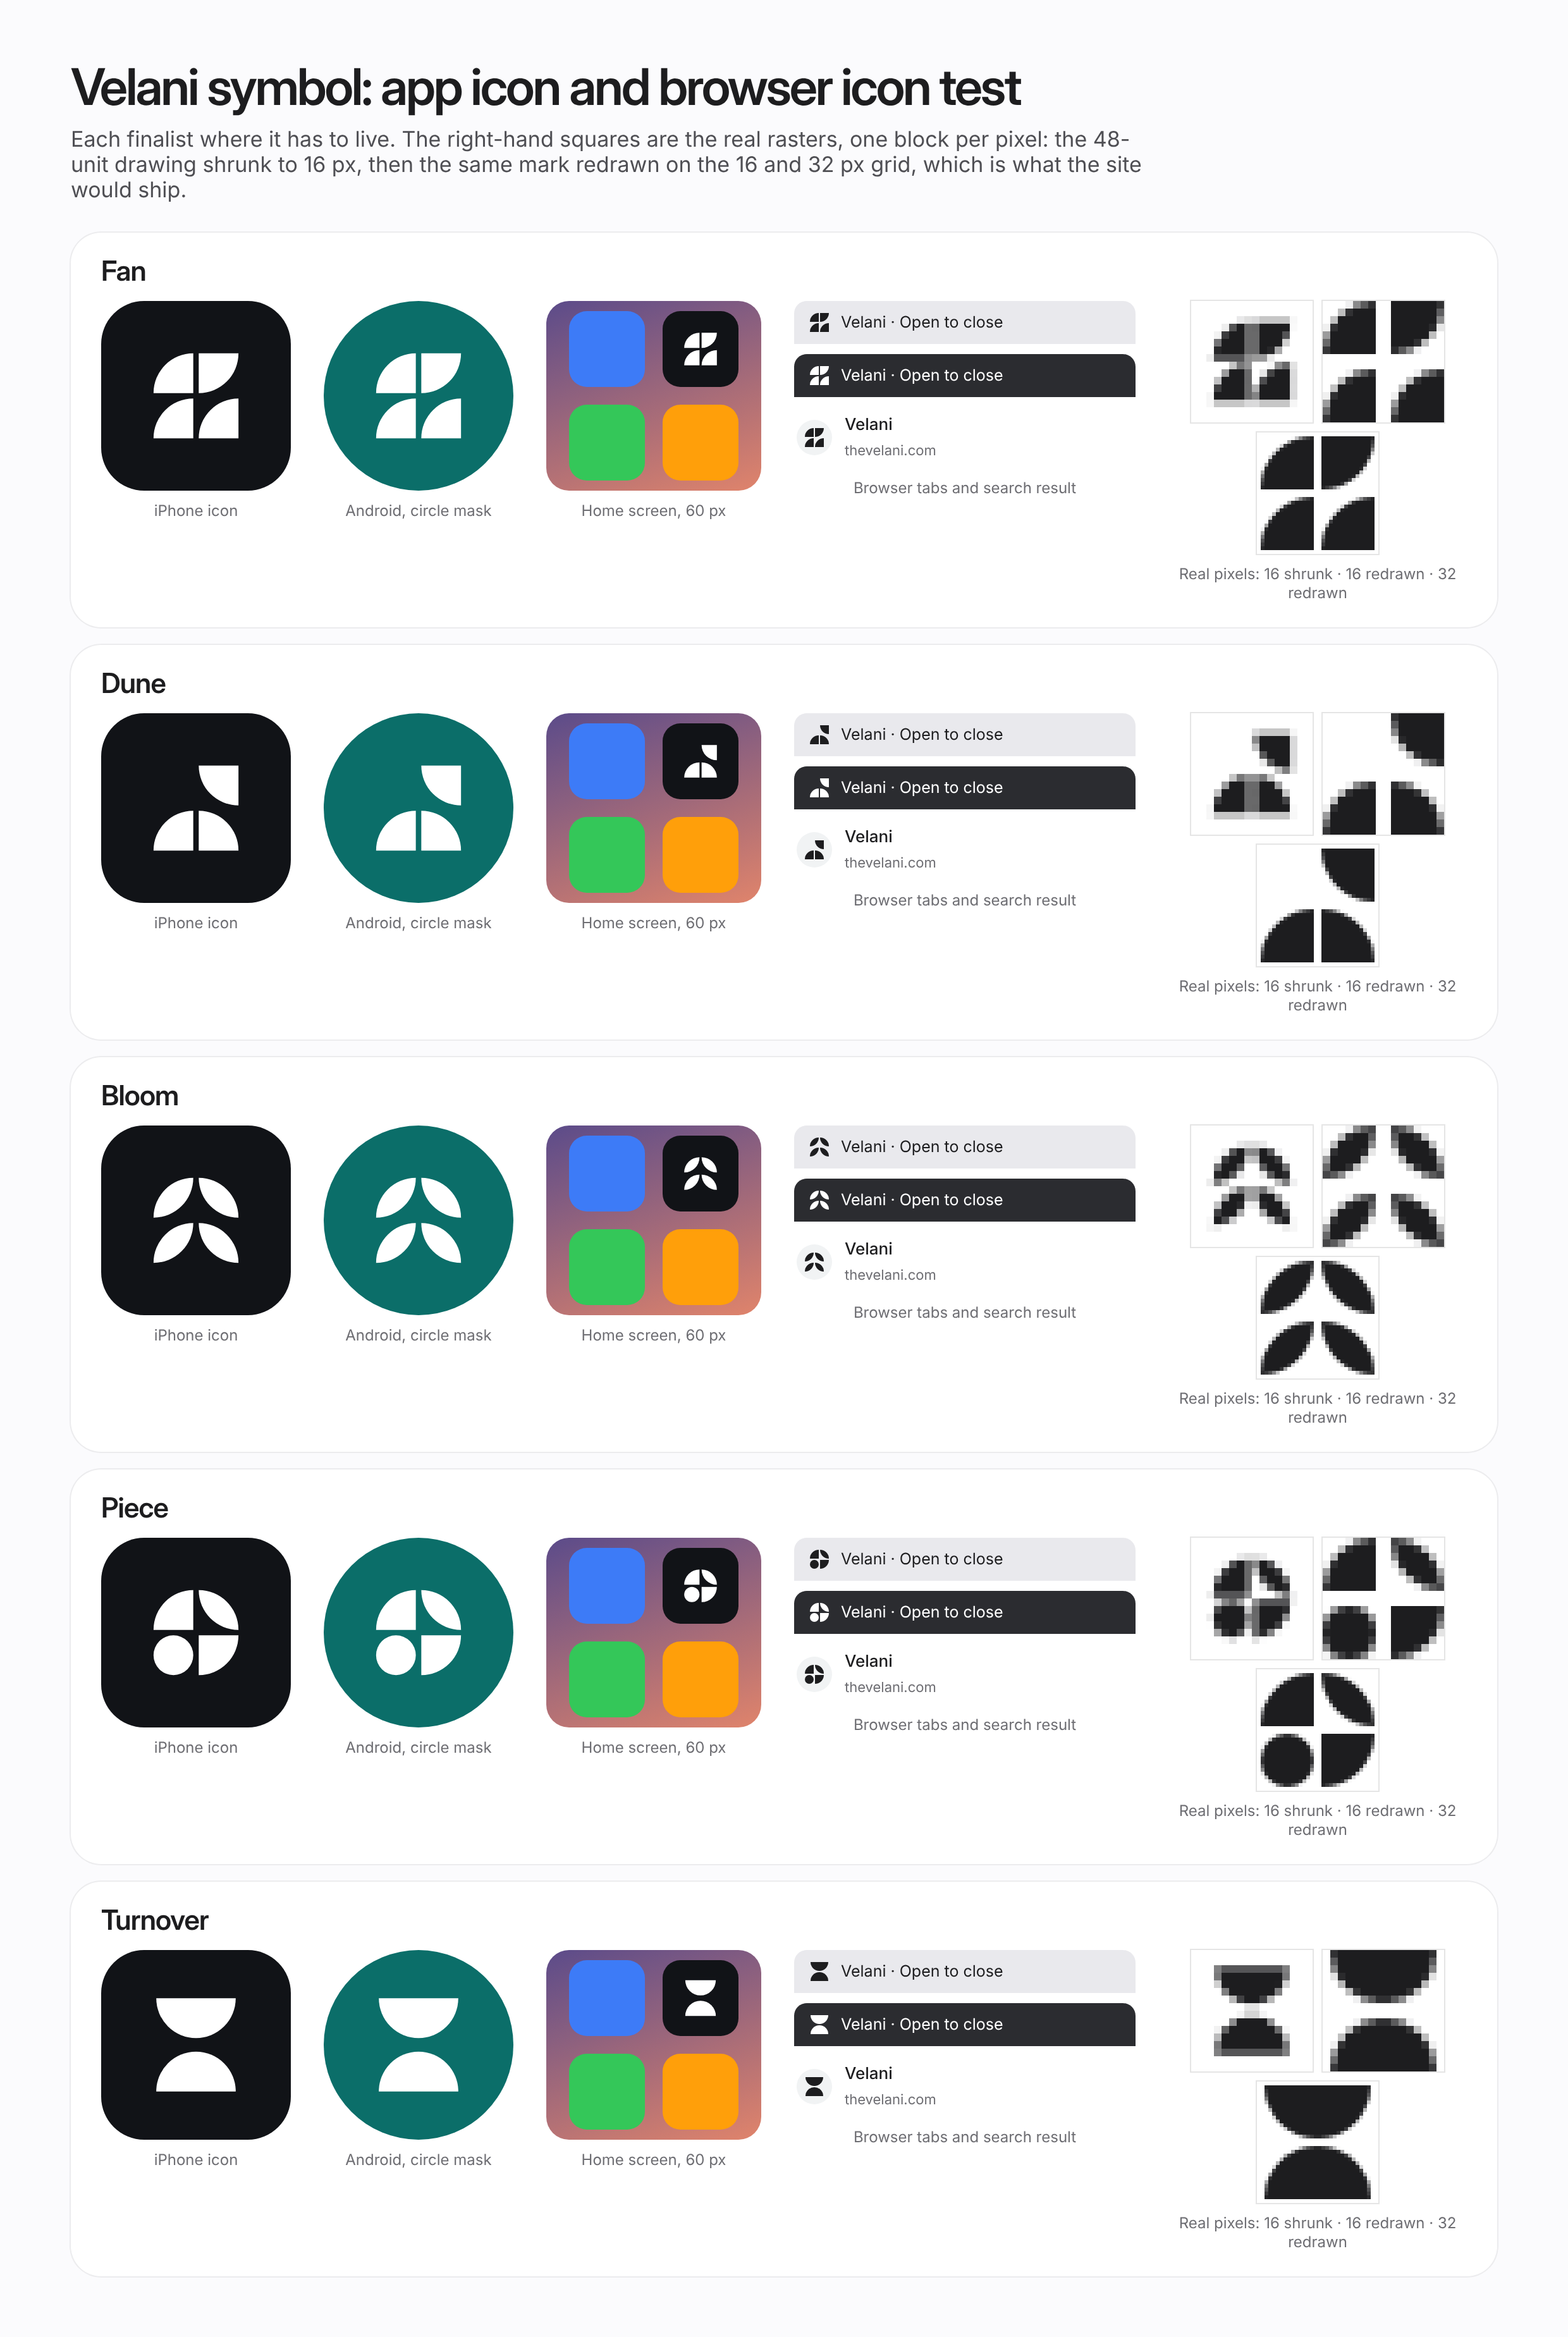 Velani symbol: app icon and browser icon test
Each finalist where it has to live. The right-hand squares are the real rasters, one block per pixel: the 48-
unit drawing shrunk to 16 px, then the same mark redrawn on the 16 and 32 px grid, which is what the site
would ship.
Fan
Velani · Open to close
Velani · Open to close
Velani
thevelani.com
Browser tabs and search result
iPhone icon
Android, circle mask
Home screen, 60 px
Real pixels: 16 shrunk · 16 redrawn · 32
redrawn
Dune
Velani · Open to close
Velani · Open to close
Velani
thevelani.com
Browser tabs and search result
iPhone icon
Android, circle mask
Home screen, 60 px
Real pixels: 16 shrunk · 16 redrawn · 32
redrawn
Bloom
Velani · Open to close
Velani · Open to close
Velani
thevelani.com
Browser tabs and search result
iPhone icon
Android, circle mask
Home screen, 60 px
Real pixels: 16 shrunk · 16 redrawn · 32
redrawn
Piece
Velani · Open to close
Velani · Open to close
Velani
thevelani.com
Browser tabs and search result
iPhone icon
Android, circle mask
Home screen, 60 px
Real pixels: 16 shrunk · 16 redrawn · 32
redrawn
Turnover
Velani · Open to close
Velani · Open to close
Velani
thevelani.com
Browser tabs and search result
iPhone icon
Android, circle mask
Home screen, 60 px
Real pixels: 16 shrunk · 16 redrawn · 32
redrawn